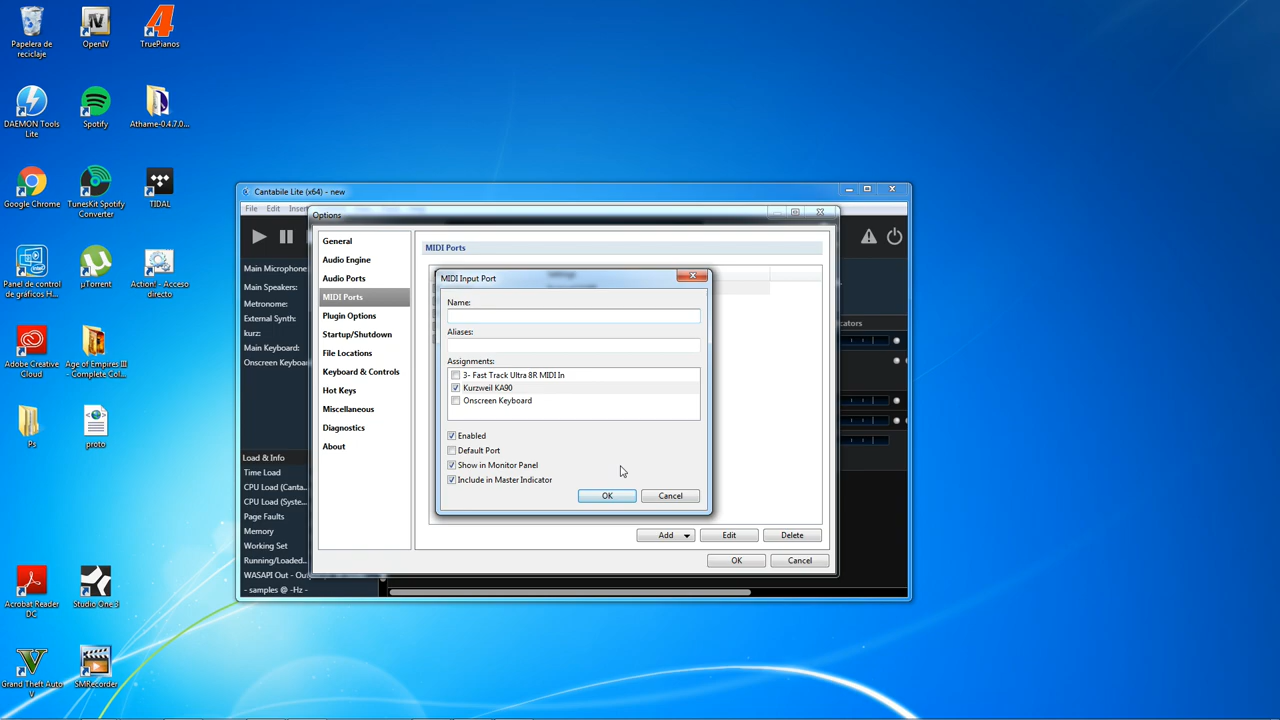 Papelera de
reciclaje
OpenIV
TruePianos
DAEMON Tools
Lite
Spotify
Athame-0.4.7.0...
Google Chrome
TunesKit Spotify
Converter
TIDAL
Panel de control
de gráficos H...
µTorrent
Action! - Acceso
directo
Adobe Creative
Cloud
Age of Empires III
- Complete Col...
Ps
proto
Acrobat Reader
DC
Studio One 3
Grand Theft Auto
V
SMRecorder
Cantabile Lite (x64) - new
File Edit Insert
Main Microphone
Main Speakers:
Metronome:
External Synth:
kurz:
Main Keyboard:
Onscreen Keyboard
Load & Info
Time Load
CPU Load (Canta...
CPU Load (Syste...
Page Faults
Memory
Working Set
Running/Loaded...
WASAPI Out - Out
- samples @ -Hz -
Options
General
Audio Engine
Audio Ports
MIDI Ports
Plugin Options
Startup/Shutdown
File Locations
Keyboard & Controls
Hot Keys
Miscellaneous
Diagnostics
About
MIDI Ports
MIDI Input Port
Name:
Aliases:
Assignments:
3- Fast Track Ultra 8R MIDI In
Kurzweil KA90
Onscreen Keyboard
Enabled
Default Port
Show in Monitor Panel
Include in Master Indicator
OK Cancel
Add Edit Delete
OK Cancel